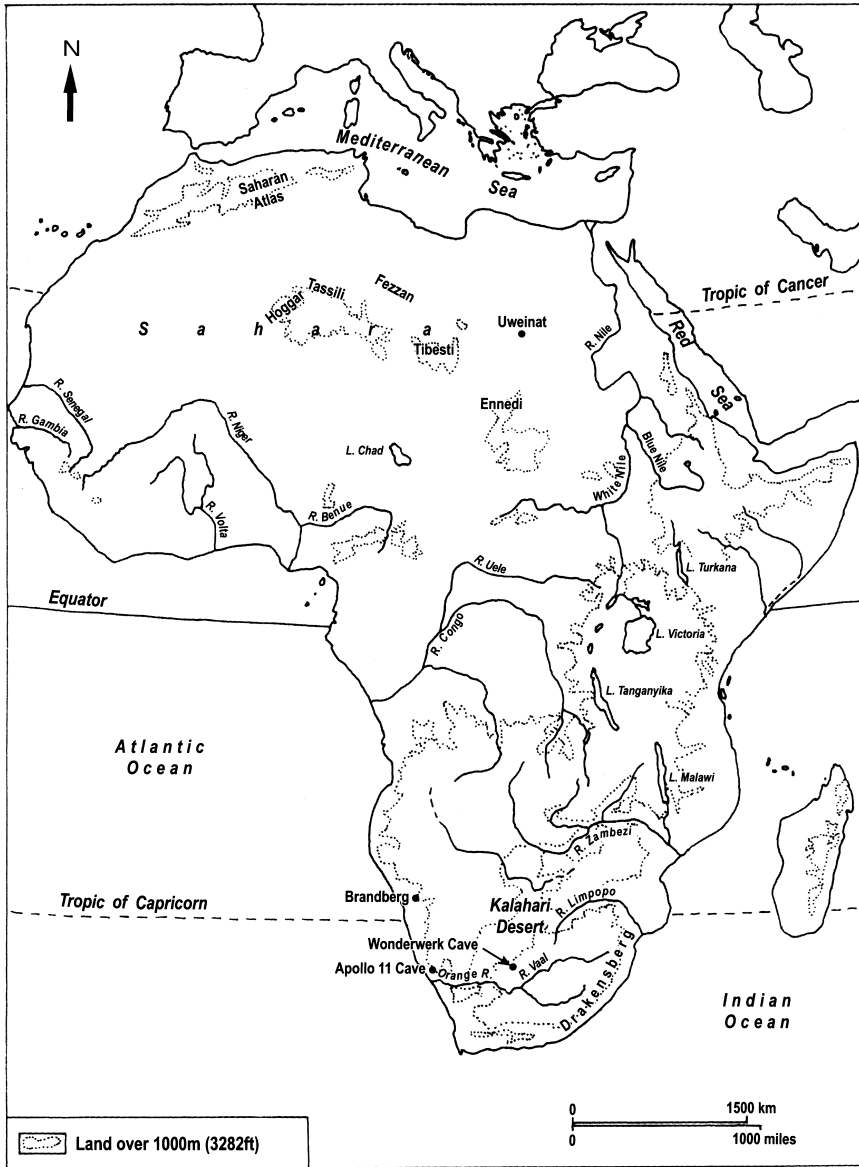 N
Mediterranean
Sea
Saharan
Atlas
Tropic of Cancer
Fezzan
Tassili
Hoggar
Sahara
Tibesti
Uweinat
R. Nile
Red
Sea
R. Senegal
R. Gambia
R. Niger
Ennedi
L. Chad
Blue Nile
White Nile
R. Volta
R. Benue
R. Uele
L. Turkana
Equator
R. Congo
L. Victoria
L. Tanganyika
Atlantic
Ocean
L. Malawi
R. Zambezi
Brandberg
Tropic of Capricorn
Kalahari
Desert
R. Limpopo
Wonderwerk Cave
Apollo 11 Cave
Orange R.
R. Vaal
Drakensberg
Indian
Ocean
0 1500 km
0 1000 miles
Land over 1000m (3282ft)